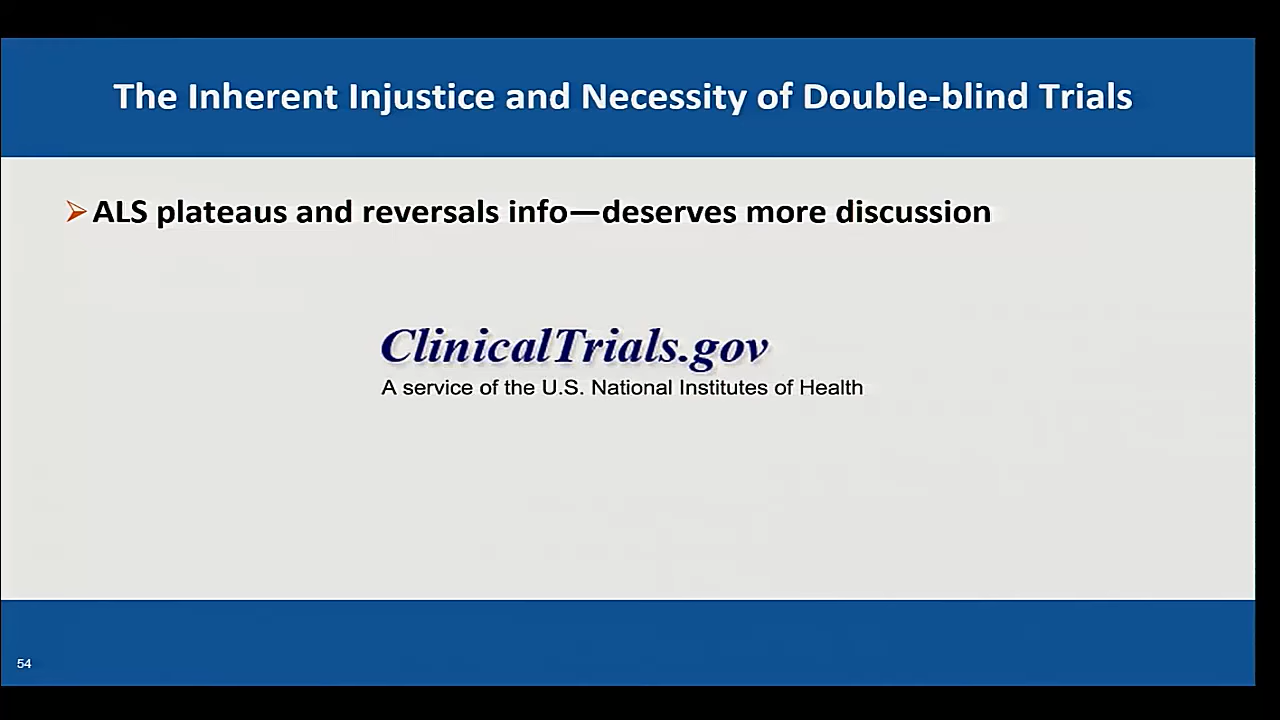 The Inherent Injustice and Necessity of Double-blind Trials
➢ALS plateaus and reversals info—deserves more discussion
ClinicalTrials.gov
A service of the U.S. National Institutes of Health
54